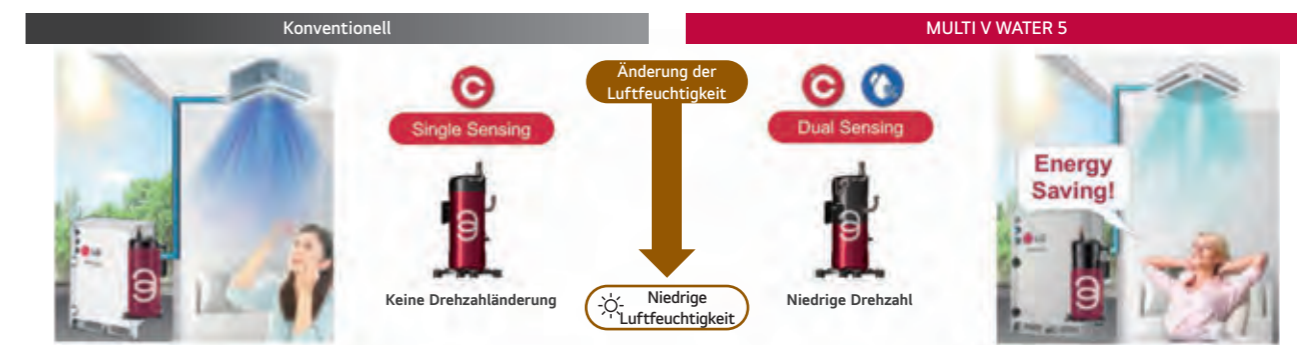 Konventionell
MULTI V WATER 5
Änderung der
Luftfeuchtigkeit
Single Sensing
Dual Sensing
Energy
Saving!
Keine Drehzahländerung
Niedrige
Luftfeuchtigkeit
Niedrige Drehzahl